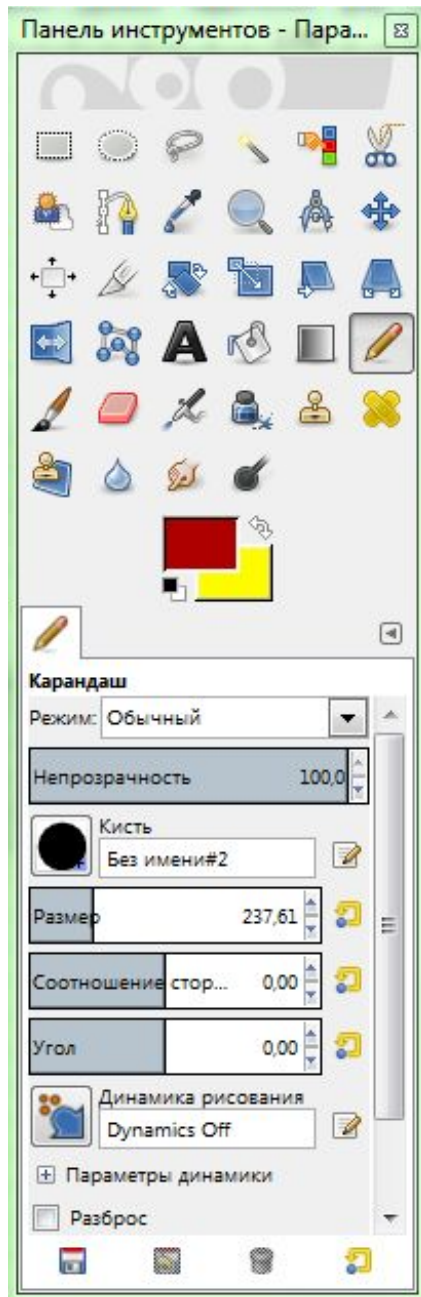 Панель инструментов - Пара...
Карандаш
Режим: Обычный
Непрозрачность 100,0
Кисть
Без имени#2
Размер 237,61
Соотношение стор... 0,00
Угол 0,00
Динамика рисования
Dynamics Off
Параметры динамики
Разброс